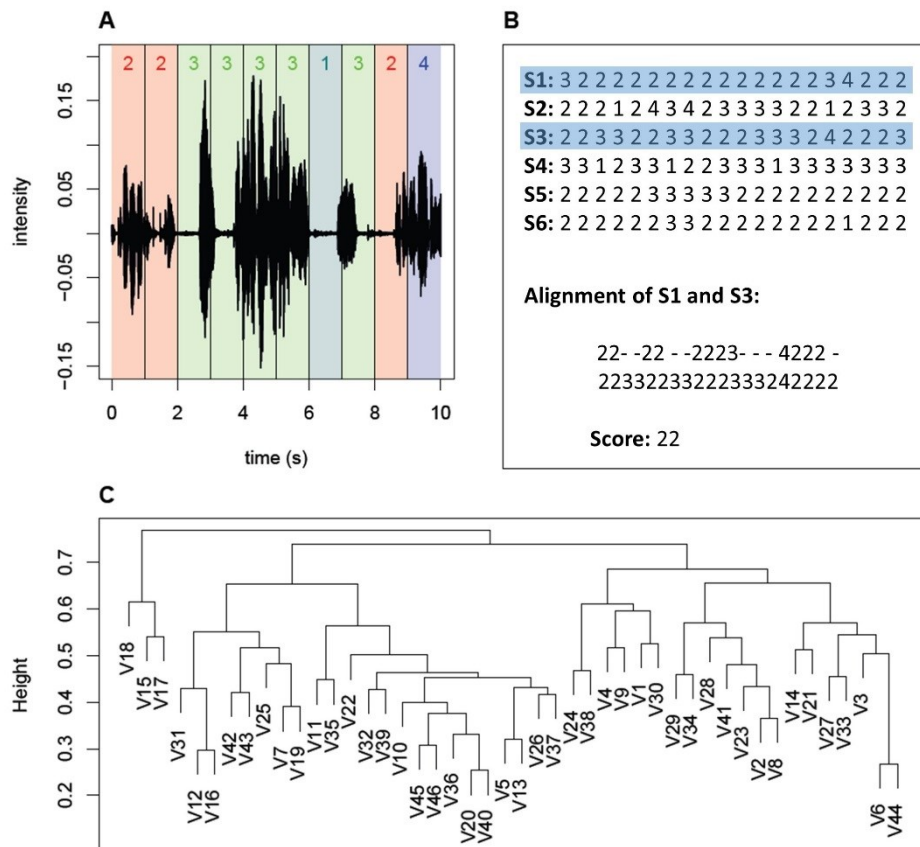 A
2 2 3 3 3 3 1 3 2 4
0.15
0.05
−0.05
−0.15
intensity
0 2 4 6 8 10
time (s)
B
S1: 3 2 2 2 2 2 2 2 2 2 2 2 2 2 2 3 4 2 2 2
S2: 2 2 2 1 2 4 3 4 2 3 3 3 3 2 2 1 2 3 3 2
S3: 2 2 3 3 2 2 3 3 2 2 2 3 3 3 2 4 2 2 2 3
S4: 3 3 1 2 3 3 1 2 2 3 3 3 1 3 3 3 3 3 3 3
S5: 2 2 2 2 2 3 3 3 3 3 2 2 2 2 2 2 2 2 2 2
S6: 2 2 2 2 2 2 3 3 2 2 2 2 2 2 2 2 1 2 2 2
Alignment of S1 and S3:
22- -22 - -2223- - - 4222 -
22332233222333242222
Score: 22
C
0.7
0.6
0.5
0.4
0.3
0.2
Height
V18
V15
V17
V31
V12
V16
V42
V43
V25
V7
V19
V11
V35
V22
V32
V39
V10
V45
V46
V36
V20
V40
V5
V13
V26
V37
V24
V38
V4
V9
V1
V30
V29
V34
V28
V41
V23
V2
V8
V14
V21
V27
V33
V3
V6
V44